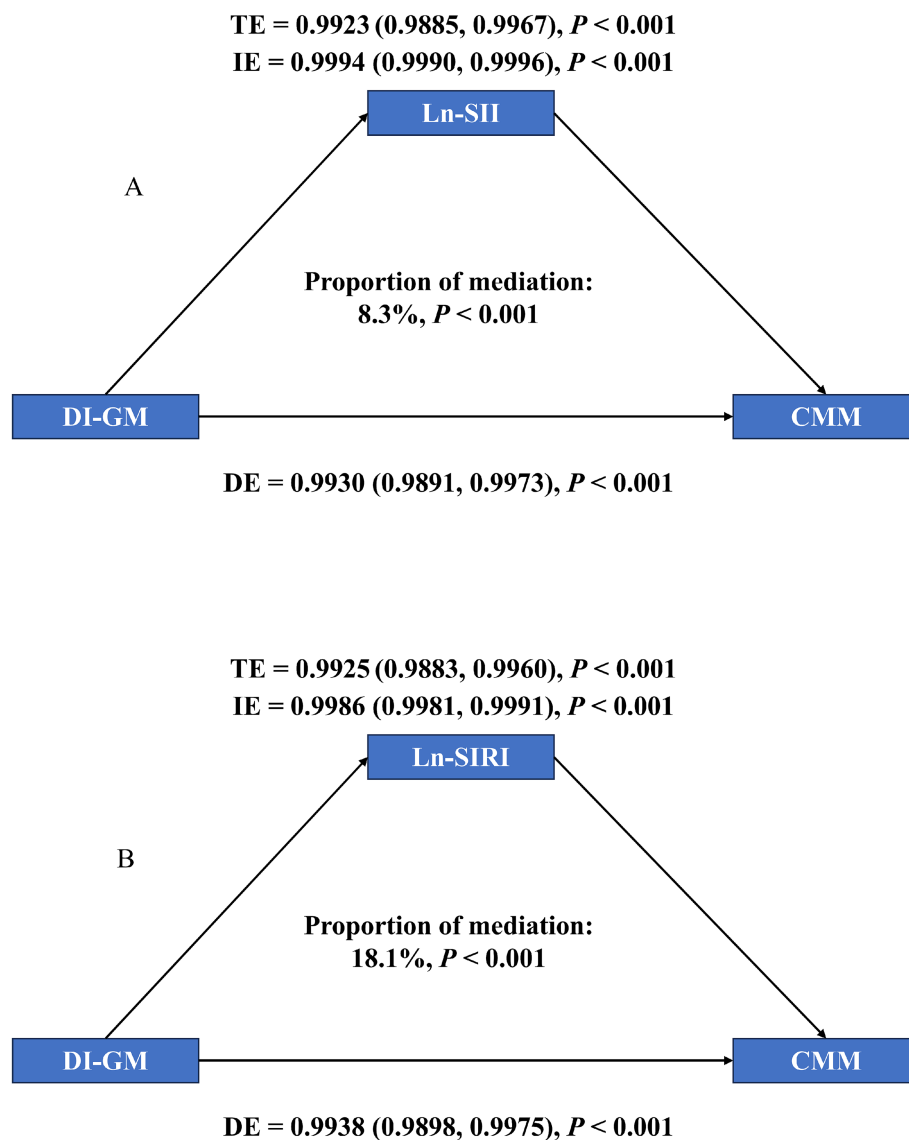 TE = 0.9923 (0.9885, 0.9967), P < 0.001
IE = 0.9994 (0.9990, 0.9996), P < 0.001
Ln-SII
A
Proportion of mediation:
8.3%, P < 0.001
DI-GM
CMM
DE = 0.9930 (0.9891, 0.9973), P < 0.001
TE = 0.9925 (0.9883, 0.9960), P < 0.001
IE = 0.9986 (0.9981, 0.9991), P < 0.001
Ln-SIRI
B
Proportion of mediation:
18.1%, P < 0.001
DI-GM
CMM
DE = 0.9938 (0.9898, 0.9975), P < 0.001